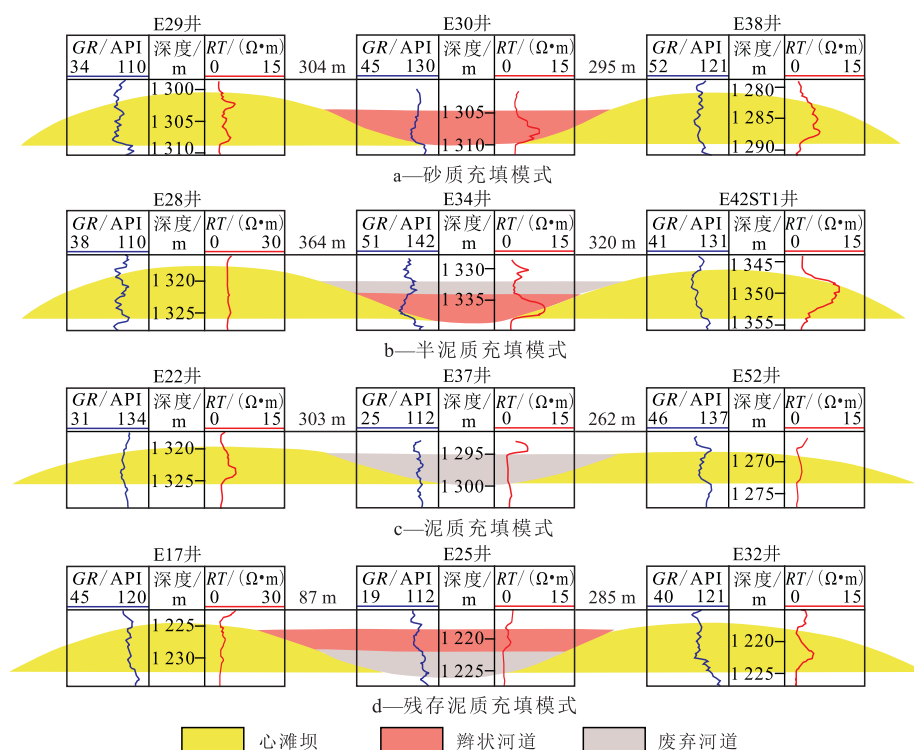 E29井 E30井 E38井
GR/API 深度/m RT/(Ω•m) GR/API 深度/m RT/(Ω•m) GR/API 深度/m RT/(Ω•m)
34 110 0 15 304 m 45 130 0 15 295 m 52 121 0 15
1 300 1 305 1 310 1 305 1 310 1 280 1 285 1 290
a—砂质充填模式
E28井 E34井 E42ST1井
GR/API 深度/m RT/(Ω•m) GR/API 深度/m RT/(Ω•m) GR/API 深度/m RT/(Ω•m)
38 110 0 30 364 m 51 142 0 15 320 m 41 131 0 15
1 320 1 325 1 330 1 335 1 345 1 350 1 355
b—半泥质充填模式
E22井 E37井 E52井
GR/API 深度/m RT/(Ω•m) GR/API 深度/m RT/(Ω•m) GR/API 深度/m RT/(Ω•m)
31 134 0 15 303 m 25 112 0 15 262 m 46 137 0 15
1 320 1 325 1 295 1 300 1 270 1 275
c—泥质充填模式
E17井 E25井 E32井
GR/API 深度/m RT/(Ω•m) GR/API 深度/m RT/(Ω•m) GR/API 深度/m RT/(Ω•m)
45 120 0 30 87 m 19 112 0 15 285 m 40 121 0 15
1 225 1 230 1 220 1 225 1 220 1 225
d—残存泥质充填模式
心滩坝 辫状河道 废弃河道